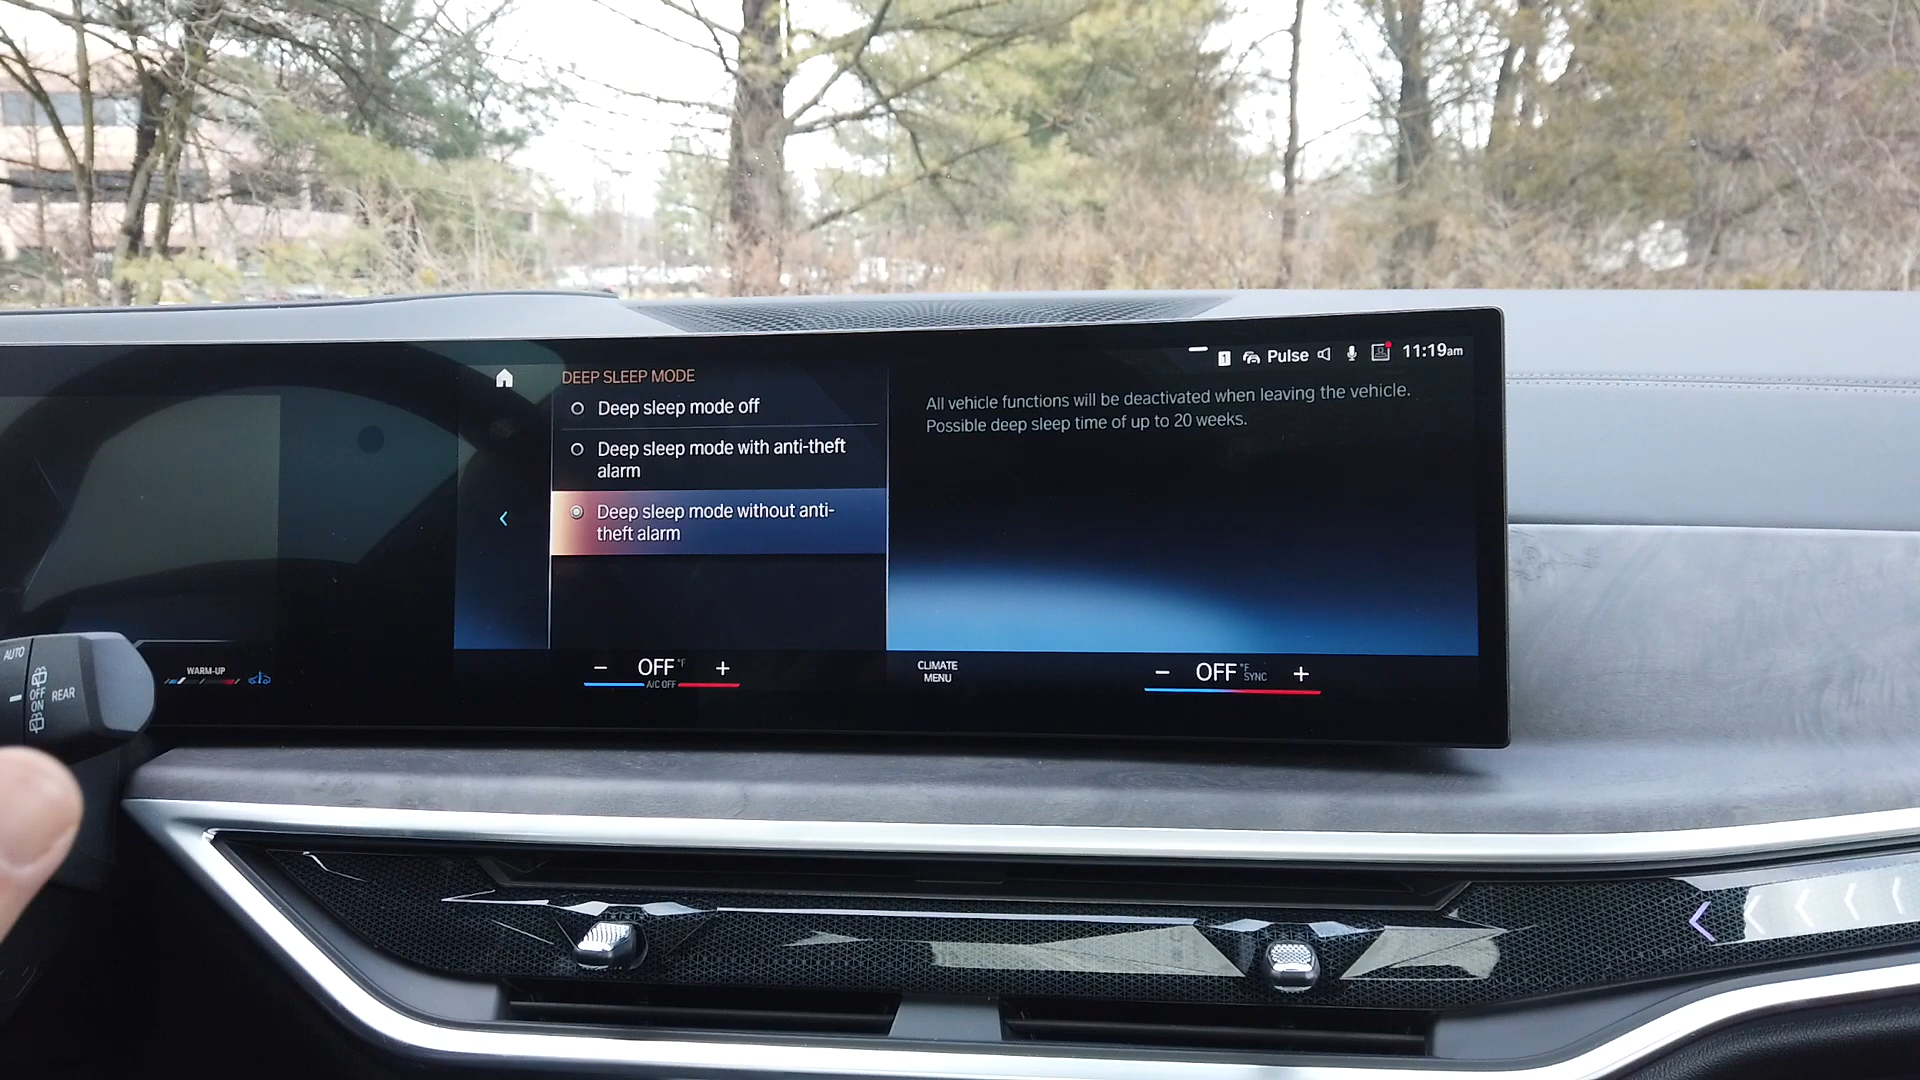 1 Pulse 11:19am
DEEP SLEEP MODE
Deep sleep mode off
Deep sleep mode with anti-theft
alarm
Deep sleep mode without anti-
theft alarm
All vehicle functions will be deactivated when leaving the vehicle.
Possible deep sleep time of up to 20 weeks.
WARM-UP
− OFF °F +
A/C OFF
CLIMATE
MENU
− OFF °F SYNC +
AUTO
OFF
ON
REAR